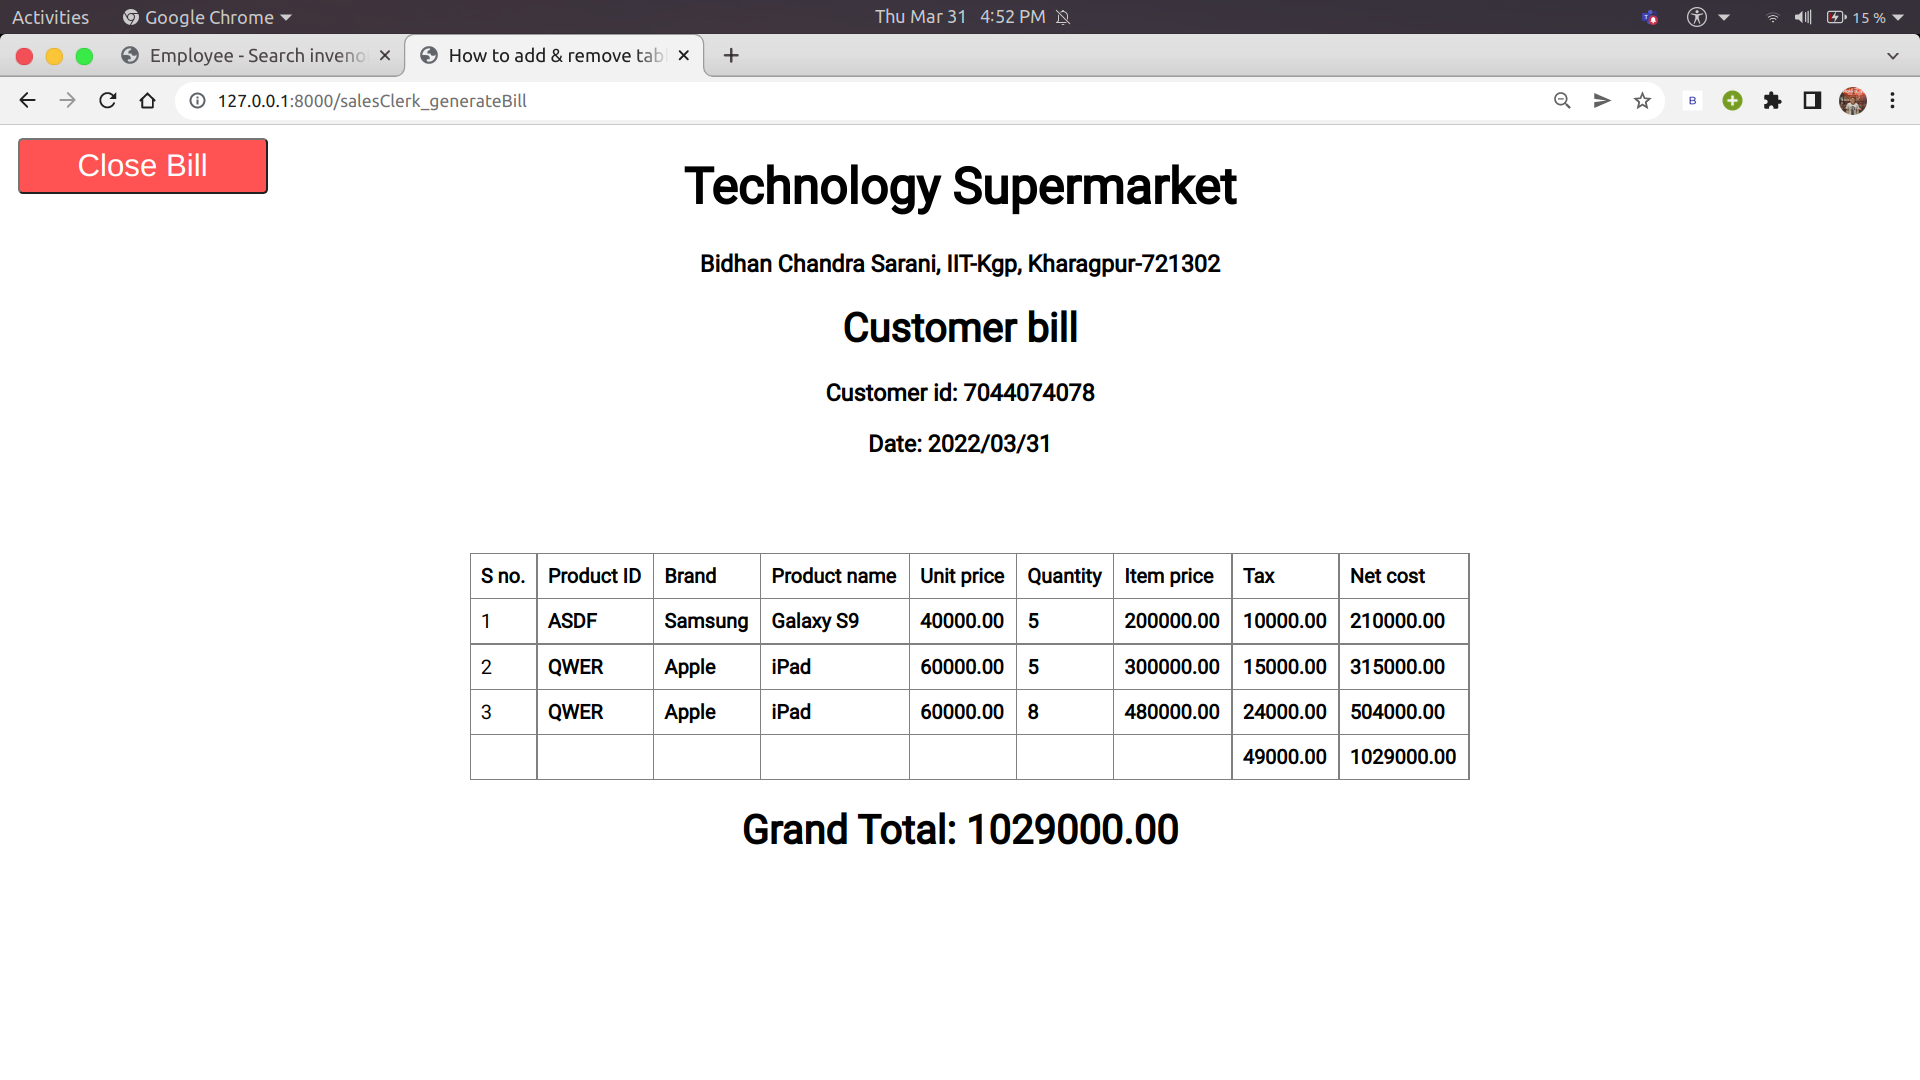 Activities Google Chrome Thu Mar 31 4:52 PM 15 %
Employee - Search inven How to add & remove tab
127.0.0.1:8000/salesClerk_generateBill B
Close Bill
Technology Supermarket
Bidhan Chandra Sarani, IIT-Kgp, Kharagpur-721302
Customer bill
Customer id: 7044074078
Date: 2022/03/31
S no. Product ID Brand Product name Unit price Quantity Item price Tax Net cost
1 ASDF Samsung Galaxy S9 40000.00 5 200000.00 10000.00 210000.00
2 QWER Apple iPad 60000.00 5 300000.00 15000.00 315000.00
3 QWER Apple iPad 60000.00 8 480000.00 24000.00 504000.00
49000.00 1029000.00
Grand Total: 1029000.00